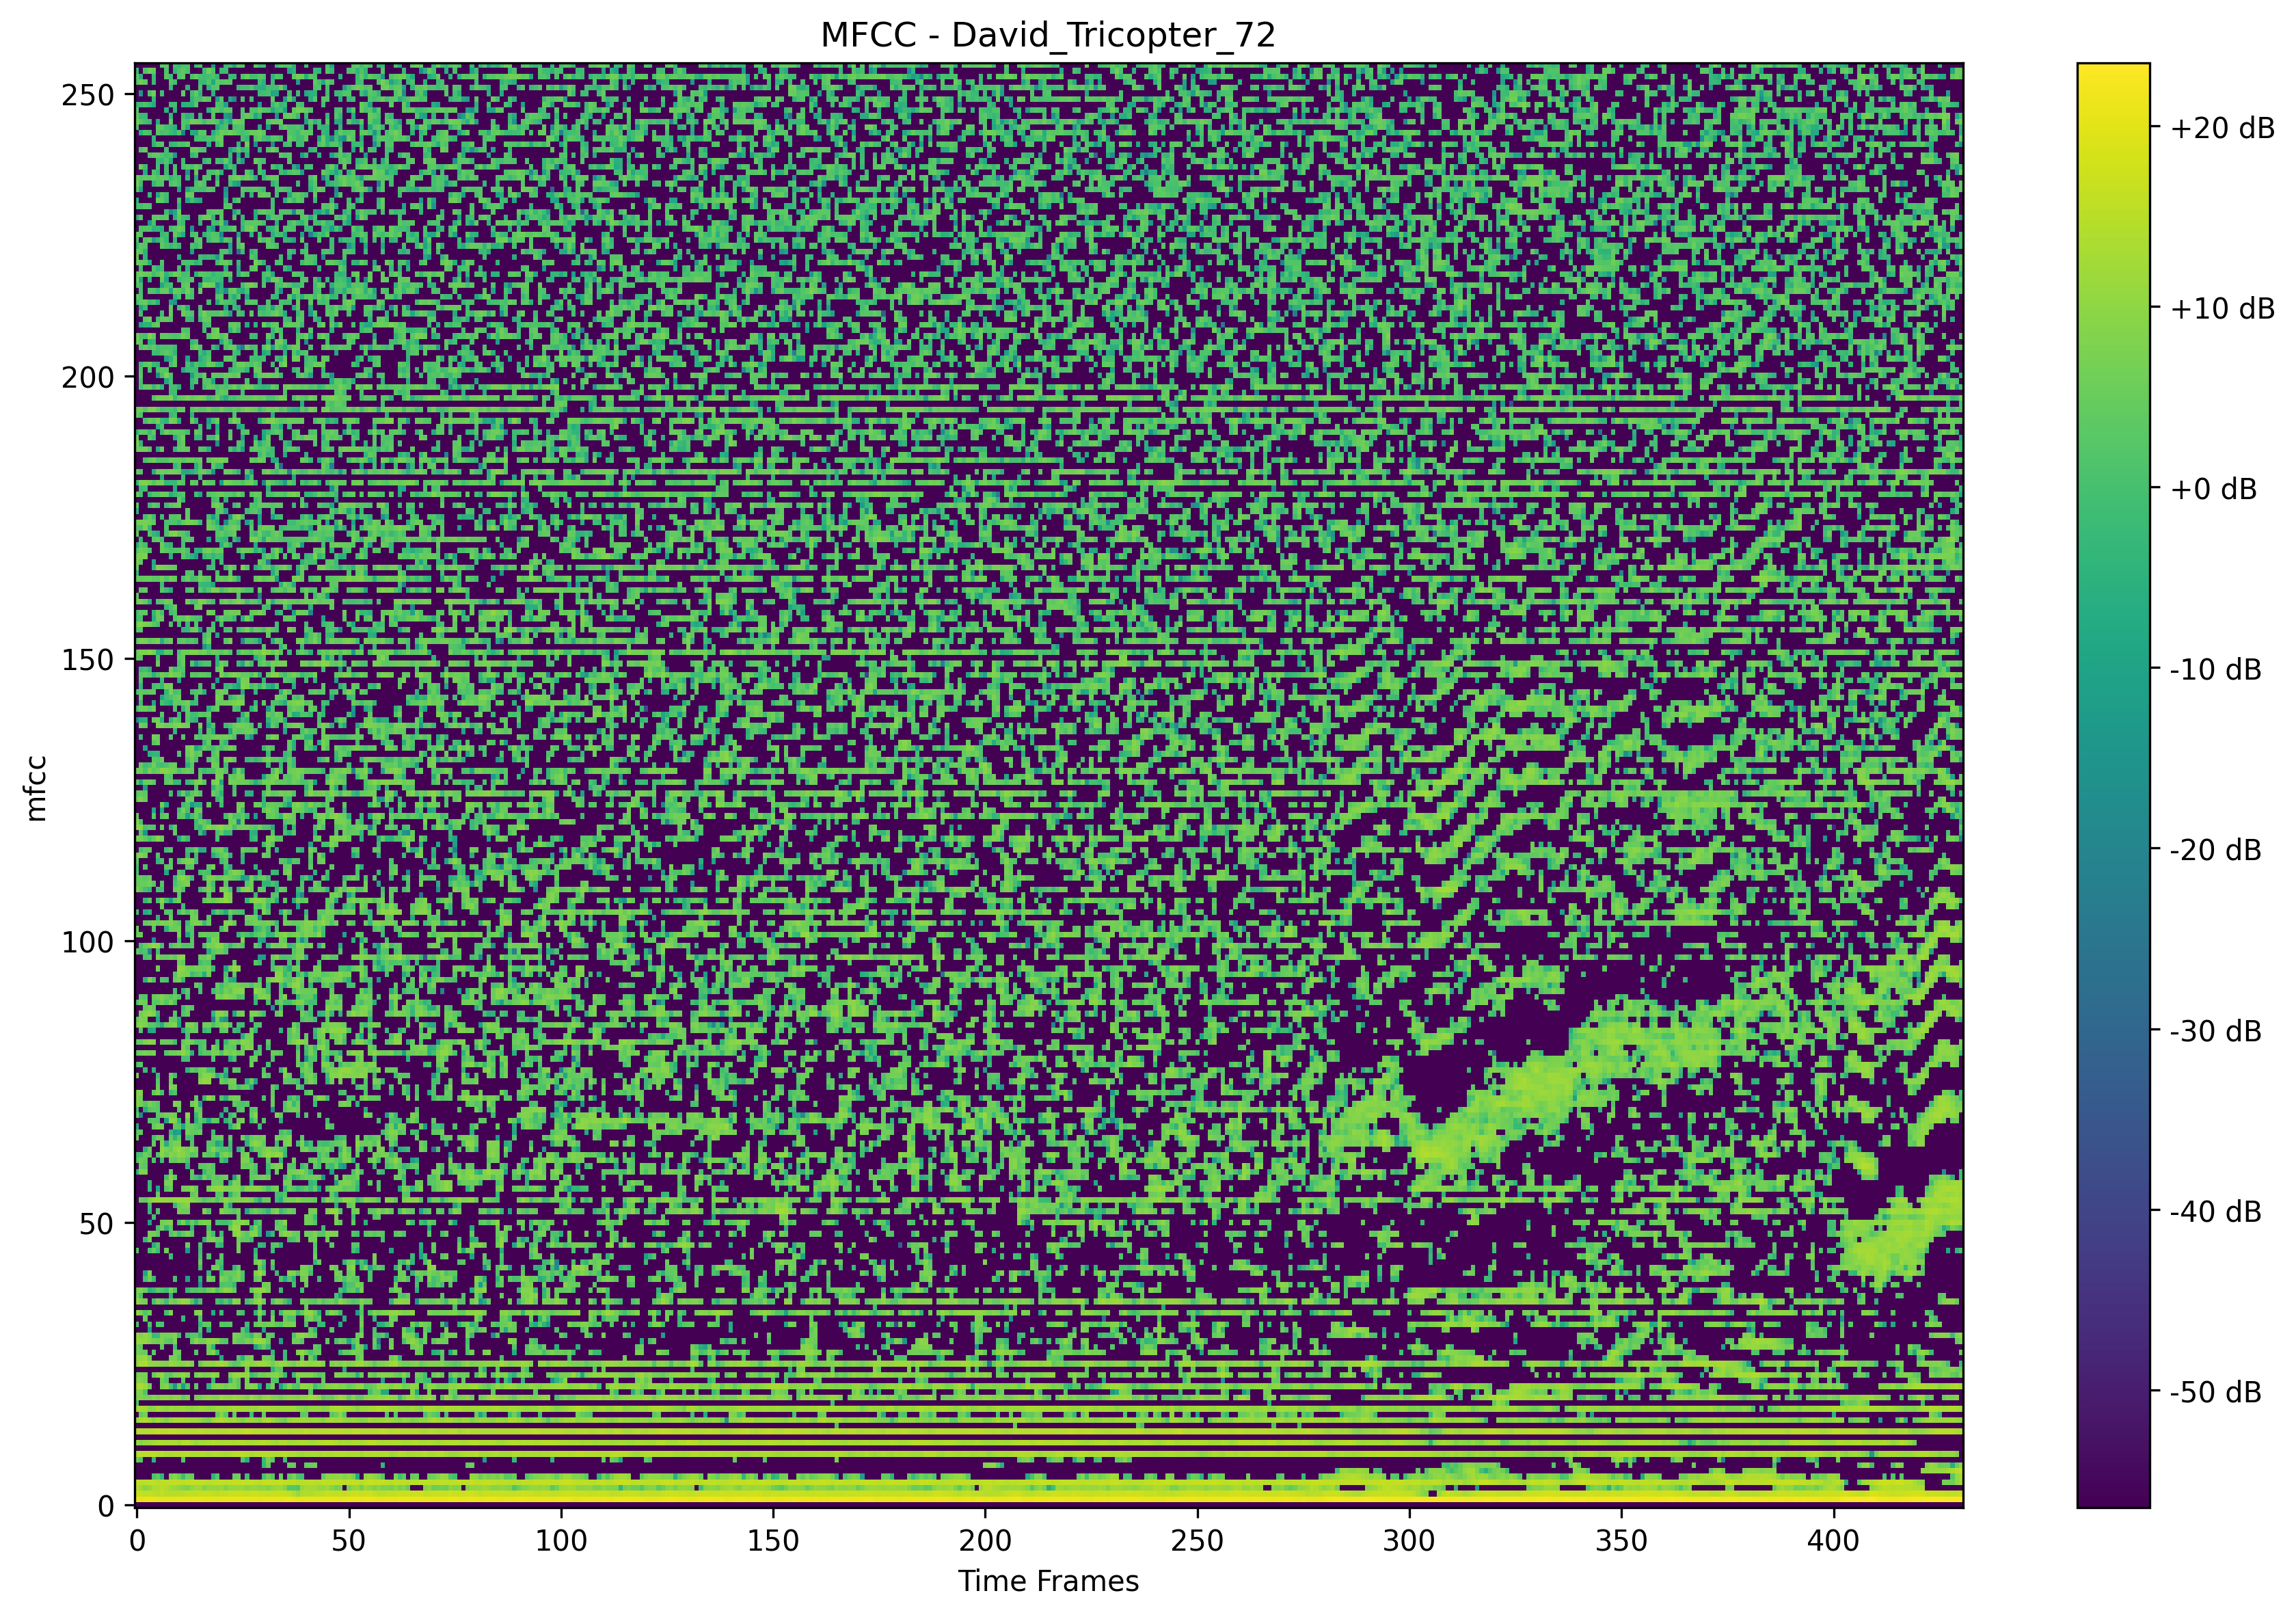 MFCC - David_Tricopter_72
250
200
150
100
50
0
mfcc
0 50 100 150 200 250 300 350 400
Time Frames
+20 dB
+10 dB
+0 dB
-10 dB
-20 dB
-30 dB
-40 dB
-50 dB